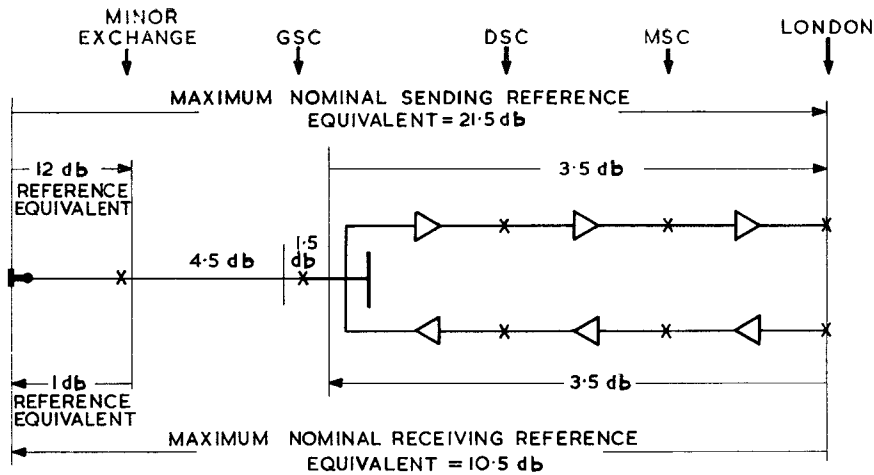 MINOR
EXCHANGE
GSC
DSC
MSC
LONDON
MAXIMUM NOMINAL SENDING REFERENCE
EQUIVALENT = 21·5 db
12 db
REFERENCE
EQUIVALENT
3·5 db
4·5 db
1·5
db
1 db
REFERENCE
EQUIVALENT
3·5 db
MAXIMUM NOMINAL RECEIVING REFERENCE
EQUIVALENT = 10·5 db